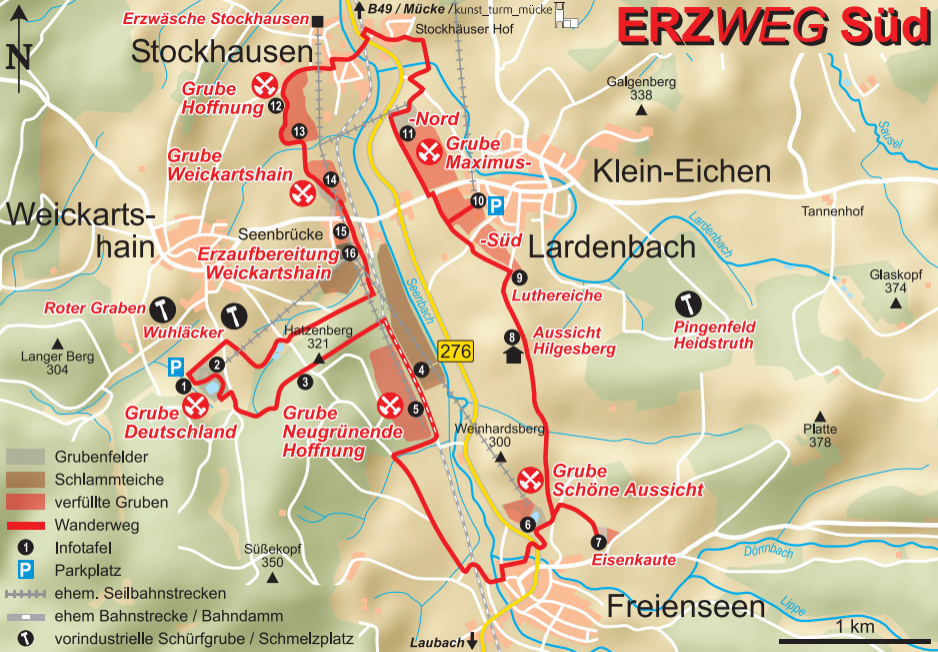 Erzwäsche Stockhausen
B49 / Mücke /kunst_turm_mücke
Stockhäuser Hof
ERZWEG Süd
N
Stockhausen
Galgenberg
338
Grube
Hoffnung
12
13
-Nord
11
Grube
Maximus-
Sausel
Grube
Weickartshain
14
Klein-Eichen
10
P
Weickarts-
hain
Seenbrücke
15
16
Erzaufbereitung
Weickartshain
-Süd
Lardenbach
Lardenbach
Tannenhof
9
Luthereiche
Glaskopf
374
Seenbach
Roter Graben
Wuhläcker
Hatzenberg
321
8
Aussicht
Hilgesberg
Pingenfeld
Heidstruth
276
Langer Berg
304
P
1
2
3
4
5
Grube
Deutschland
Grube
Neugrünende
Hoffnung
Weinhardsberg
300
Platte
378
Grube
Schöne Aussicht
6
7
Eisenkaute
Grubenfelder
Schlammteiche
verfüllte Gruben
Wanderweg
1 Infotafel
P Parkplatz
ehem. Seilbahnstrecken
ehem Bahnstrecke / Bahndamm
vorindustrielle Schürfgrube / Schmelzplatz
Süßekopf
350
Dörrnbach
Lippe
Freienseen
Laubach
1 km